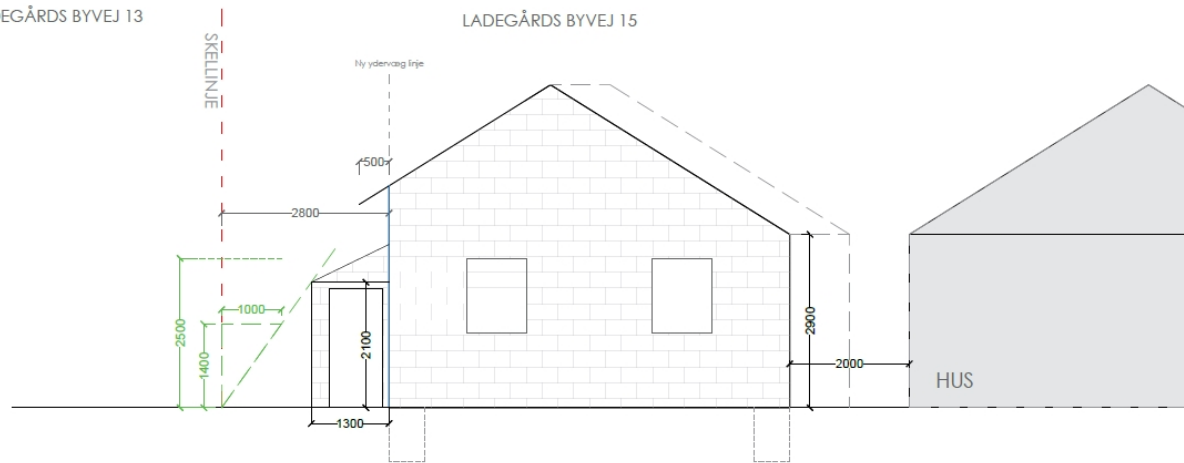 EGÅRDS BYVEJ 13
LADEGÅRDS BYVEJ 15
SKELLINJE
Ny ydervæg linje
500
2800
1000
2500
1400
2100
2900
2000
HUS
1300